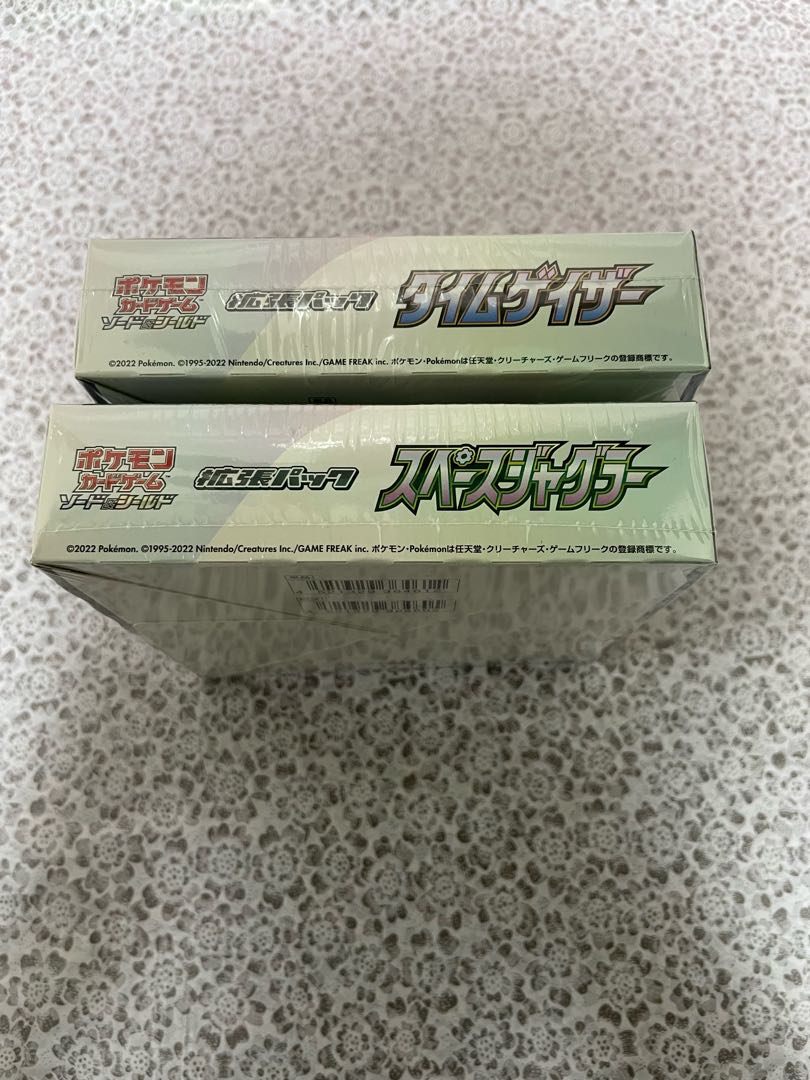 ポケモン
カードゲーム
ソード&シールド
拡張パック
タイムゲイザー
©2022 Pokémon. ©1995-2022 Nintendo/Creatures Inc./GAME FREAK inc. ポケモン・Pokémonは任天堂・クリーチャーズ・ゲームフリークの登録商標です。
ポケモン
カードゲーム
ソード&シールド
拡張パック
スペースジャグラー
©2022 Pokémon. ©1995-2022 Nintendo/Creatures Inc./GAME FREAK inc. ポケモン・Pokémonは任天堂・クリーチャーズ・ゲームフリークの登録商標です。